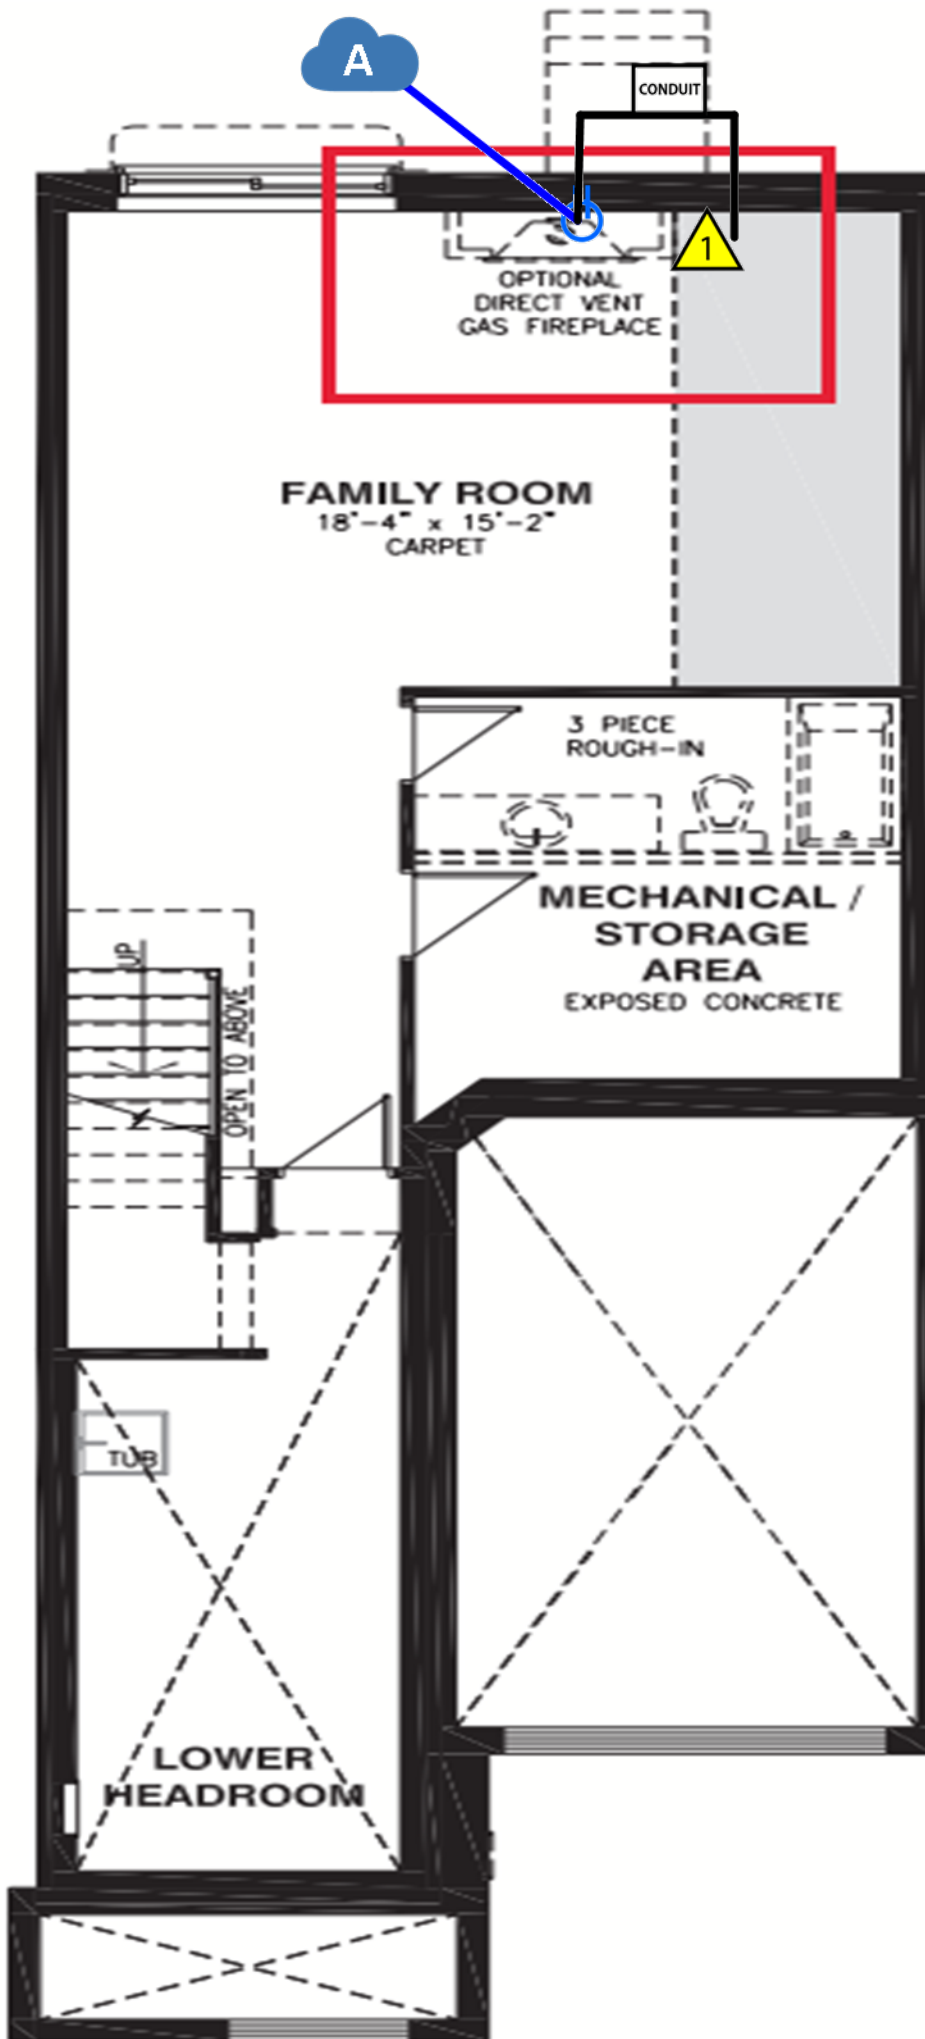 A
CONDUIT
1
OPTIONAL
DIRECT VENT
GAS FIREPLACE
FAMILY ROOM
18'-4" x 15'-2"
CARPET
3 PIECE
ROUGH-IN
MECHANICAL /
STORAGE
AREA
EXPOSED CONCRETE
UP
OPEN TO ABOVE
TUB
LOWER
HEADROOM